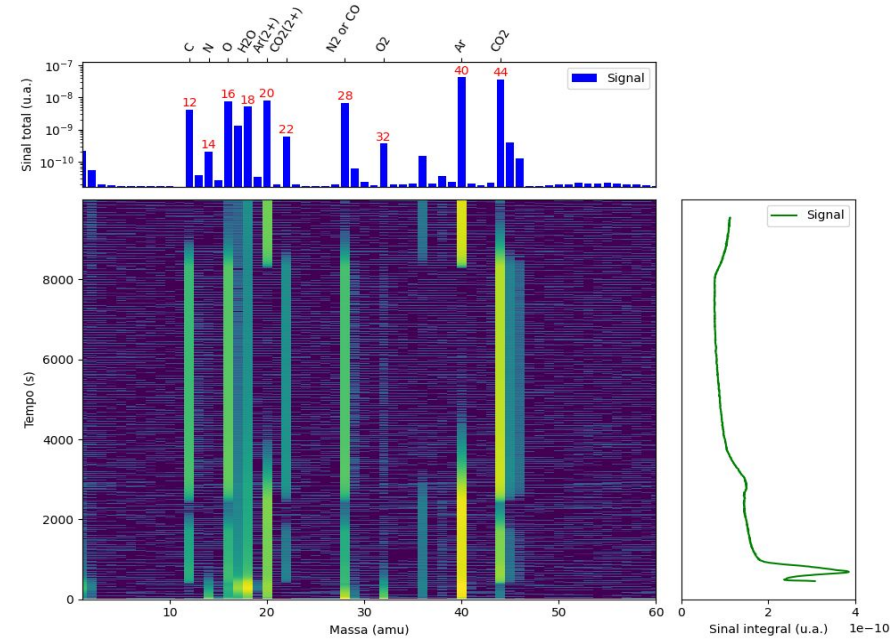 C N O H2O Ar(2+) CO2(2+) N2 or CO O2 Ar CO2
Sinal total (u.a.)
10⁻⁷
10⁻⁸
10⁻⁹
10⁻¹⁰
12 14 16 18 20 22 28 32 40 44
Signal
Tempo (s)
8000
6000
4000
2000
0
10 20 30 40 50 60
Massa (amu)
Signal
0 2 4
1e−10
Sinal integral (u.a.)